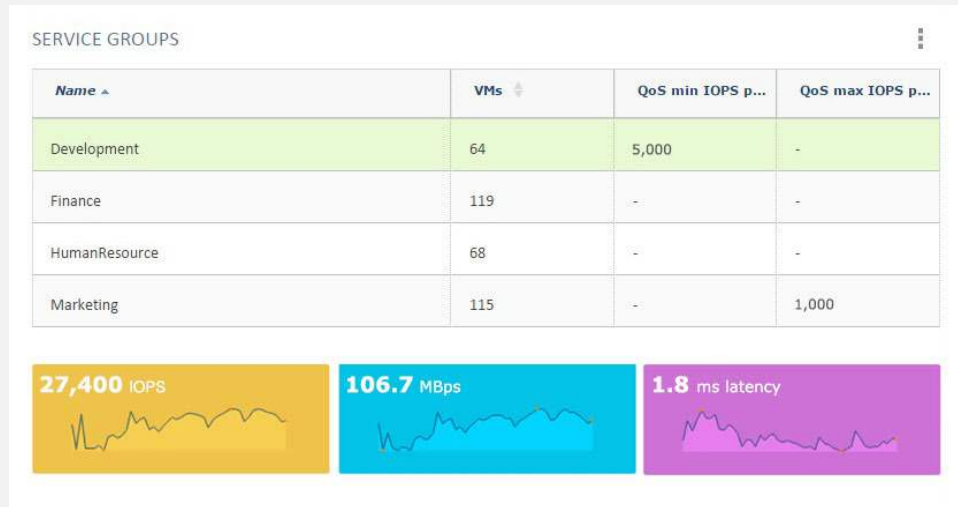 SERVICE GROUPS
Name VMs QoS min IOPS p... QoS max IOPS p...
Development 64 5,000 -
Finance 119 - -
HumanResource 68 - -
Marketing 115 - 1,000
27,400 IOPS 106.7 MBps 1.8 ms latency